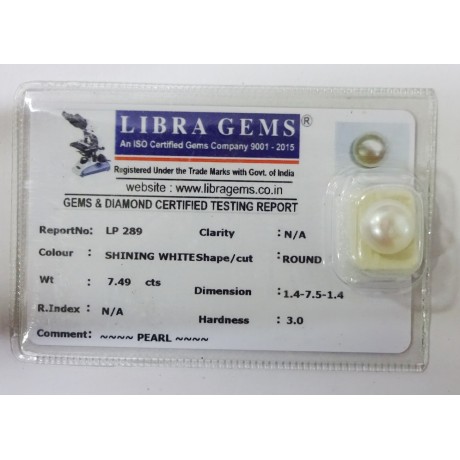 LIBRA GEMS®
An ISO Certified Gems Company 9001 - 2015
Registered Under the Trade Marks with Govt. of India
website : www.libragems.co.in
GEMS & DIAMOND CERTIFIED TESTING REPORT
ReportNo: LP 289 Clarity : N/A
Colour : SHINING WHITE Shape/cut : ROUND
Wt : 7.49 cts Dimension : 1.4-7.5-1.4
R.Index : N/A Hardness : 3.0
Comment: ~~~~ PEARL ~~~~